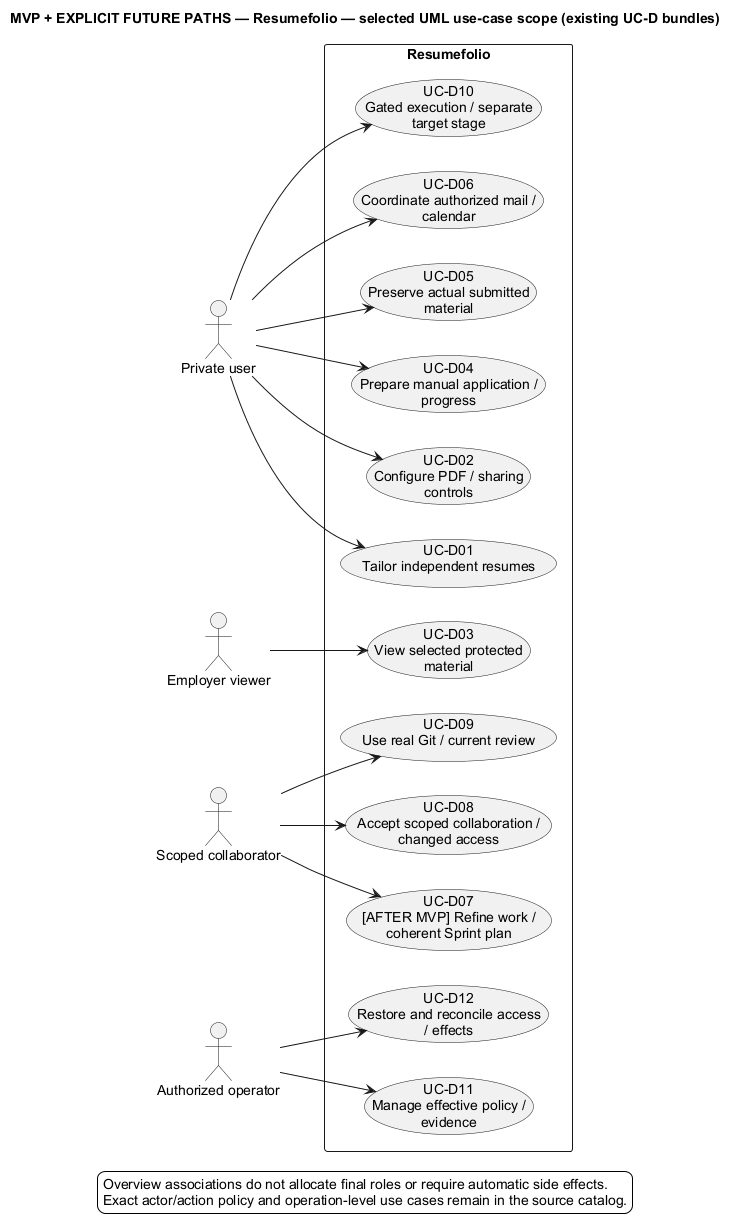 MVP + EXPLICIT FUTURE PATHS — Resumefolio — selected UML use-case scope (existing UC-D bundles)
Resumefolio
UC-D10
Gated execution / separate
target stage
UC-D06
Coordinate authorized mail /
calendar
UC-D05
Preserve actual submitted
material
Private user
UC-D04
Prepare manual application /
progress
UC-D02
Configure PDF / sharing
controls
UC-D01
Tailor independent resumes
UC-D03
View selected protected
material
Employer viewer
UC-D09
Use real Git / current review
UC-D08
Accept scoped collaboration /
changed access
Scoped collaborator
UC-D07
[AFTER MVP] Refine work /
coherent Sprint plan
UC-D12
Restore and reconcile access
/ effects
Authorized operator
UC-D11
Manage effective policy /
evidence
Overview associations do not allocate final roles or require automatic side effects.
Exact actor/action policy and operation-level use cases remain in the source catalog.